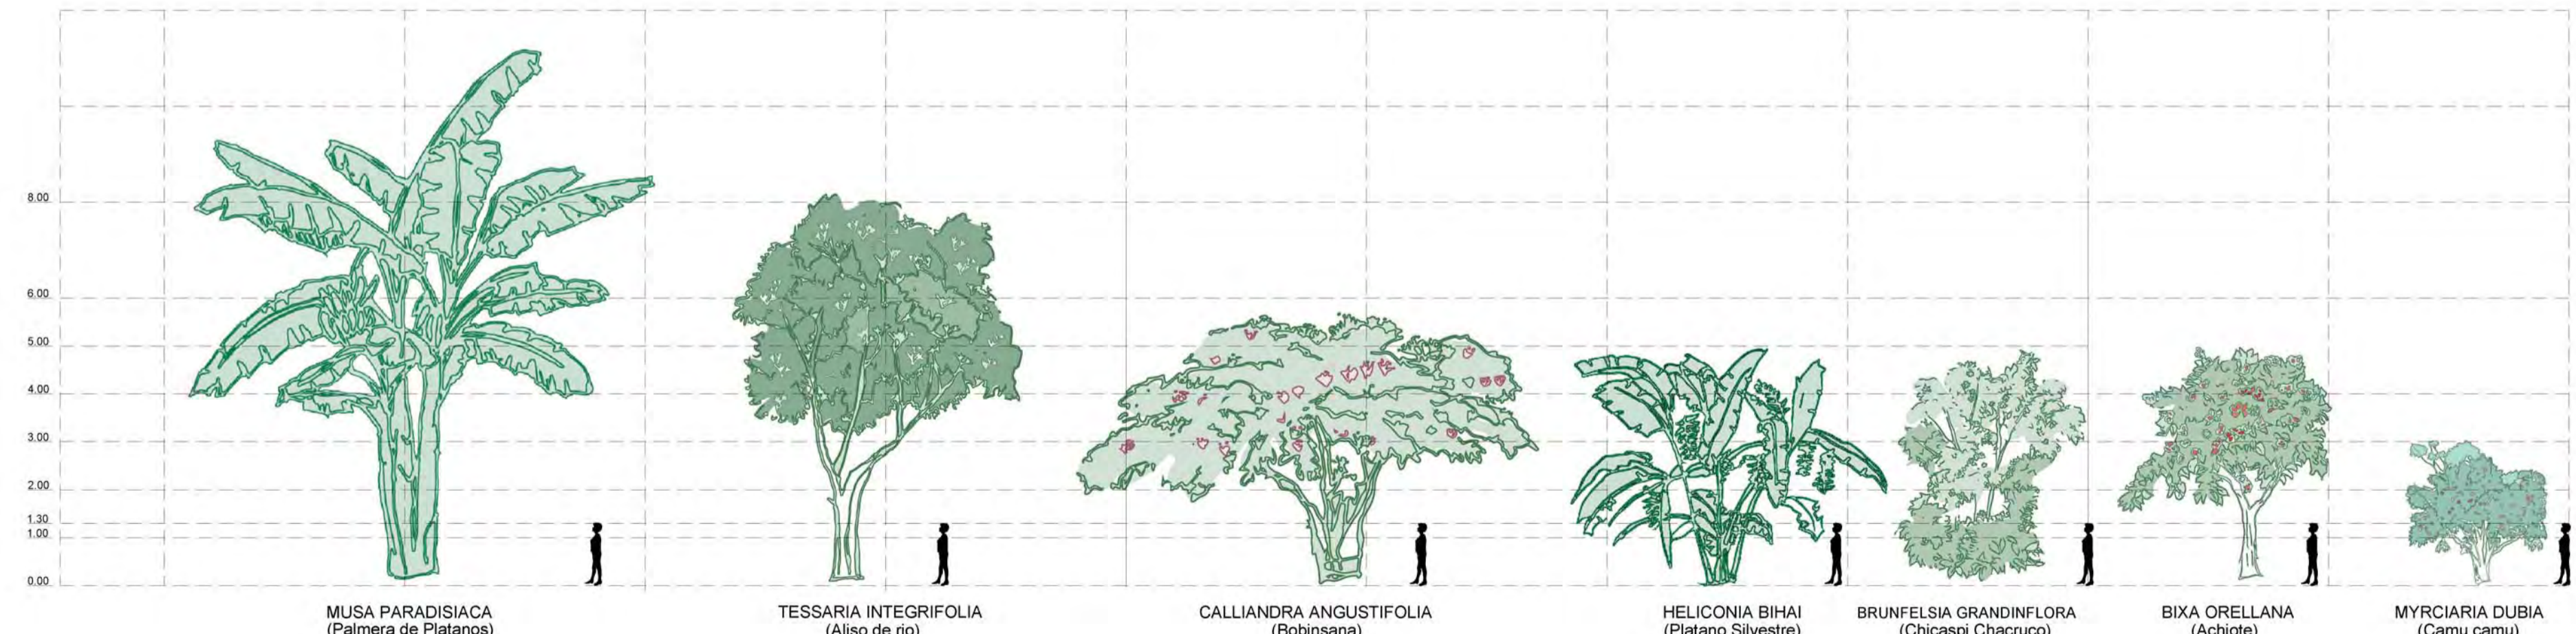 8.00
6.00
5.00
4.00
3.00
2.00
1.30
1.00
0.00
MUSA PARADISIACA
(Palmera de Platanos)
TESSARIA INTEGRIFOLIA
(Aliso de rio)
CALLIANDRA ANGUSTIFOLIA
(Bobinsana)
HELICONIA BIHAI
(Platano Silvestre)
BRUNFELSIA GRANDINFLORA
(Chicaspi Chacruco)
BIXA ORELLANA
(Achiote)
MYRCIARIA DUBIA
(Camu camu)